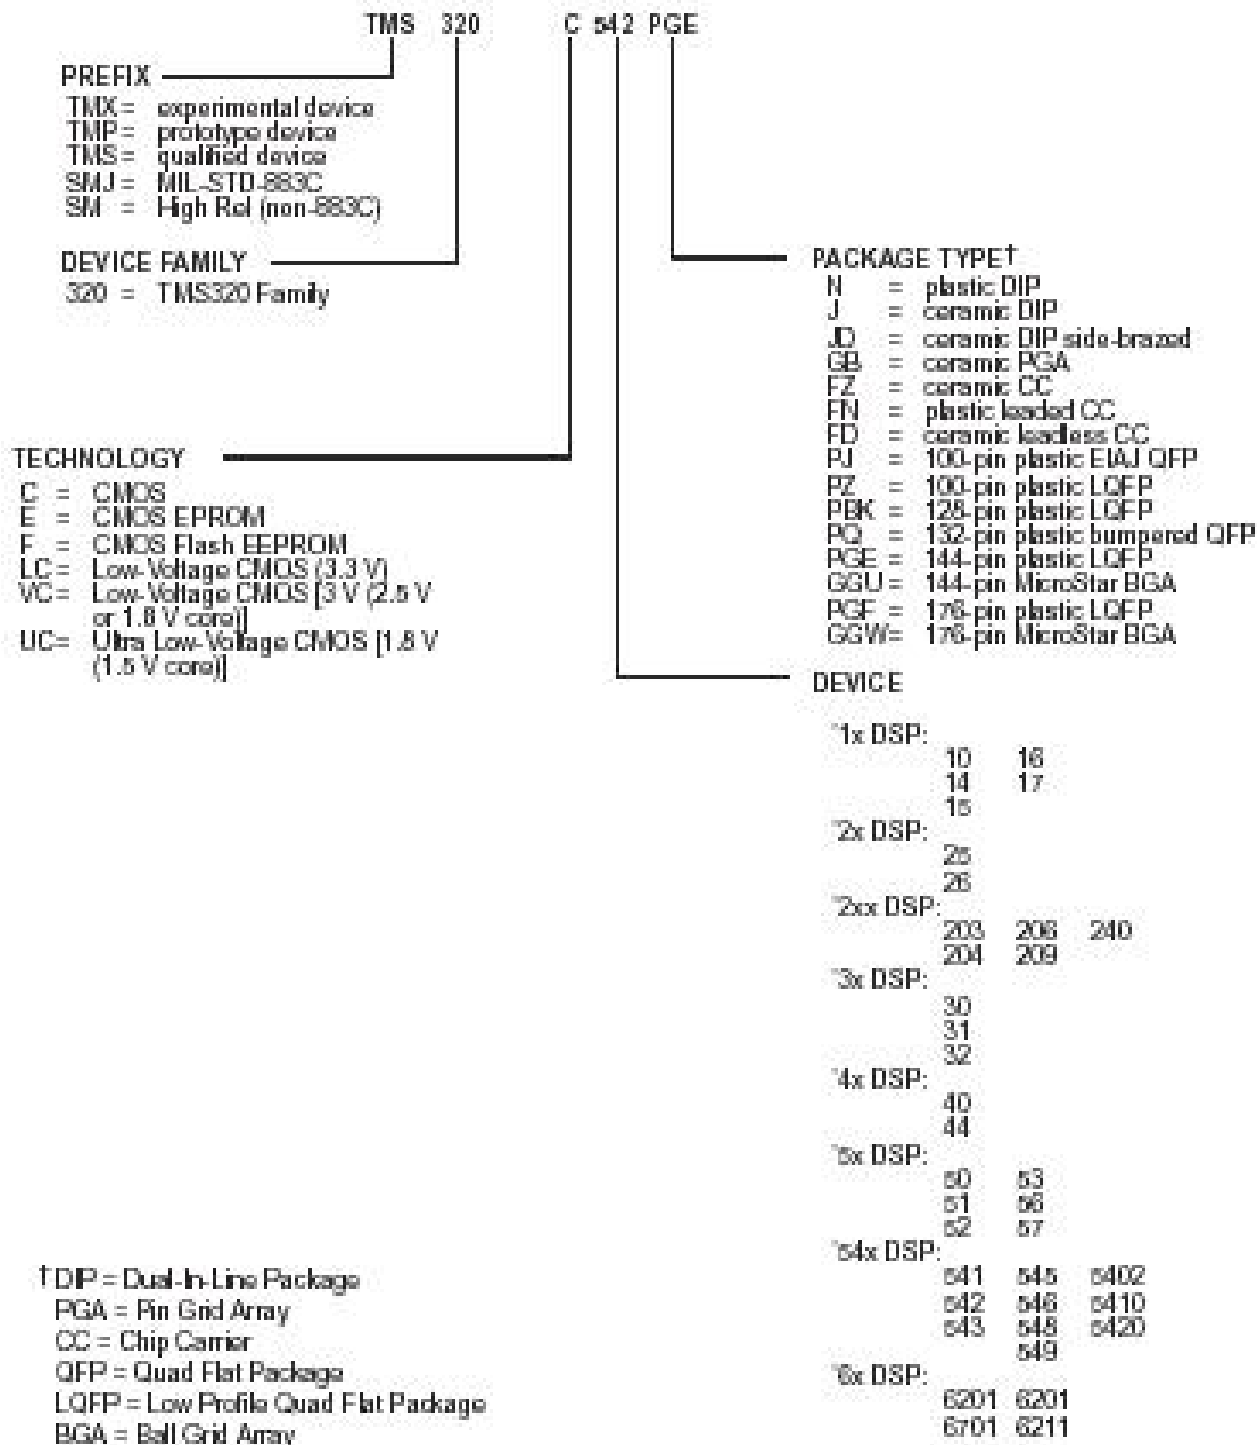 TMS 320 C 542 PGE
PREFIX
TMX = experimental device
TMP = prototype device
TMS = qualified device
SMJ = MIL-STD-883C
SM = High Rel (non-883C)
DEVICE FAMILY
320 = TMS320 Family
TECHNOLOGY
C = CMOS
E = CMOS EPROM
F = CMOS Flash EEPROM
LC = Low-Voltage CMOS (3.3 V)
VC = Low-Voltage CMOS [3 V (2.5 V
or 1.8 V core)]
UC= Ultra Low-Voltage CMOS [1.8 V
(1.5 V core)]
PACKAGE TYPE†
N = plastic DIP
J = ceramic DIP
JD = ceramic DIP side-brazed
GB = ceramic PGA
FZ = ceramic CC
FN = plastic leaded CC
FD = ceramic leadless CC
PJ = 100-pin plastic EIAJ QFP
PZ = 100-pin plastic LQFP
PBK = 128-pin plastic LQFP
PQ = 132-pin plastic bumpered QFP
PGE = 144-pin plastic LQFP
GGU = 144-pin MicroStar BGA
PGF = 176-pin plastic LQFP
GGW= 176-pin MicroStar BGA
DEVICE
'1x DSP:
10 16
14 17
15
'2x DSP:
25
26
'2xx DSP:
203 206 240
204 209
'3x DSP:
30
31
32
'4x DSP:
40
44
'5x DSP:
50 53
51 56
52 57
'54x DSP:
541 545 5402
542 546 5410
543 548 5420
549
'6x DSP:
6201 6201
6701 6211
† DIP = Dual-In-Line Package
PGA = Pin Grid Array
CC = Chip Carrier
QFP = Quad Flat Package
LQFP = Low Profile Quad Flat Package
BGA = Ball Grid Array